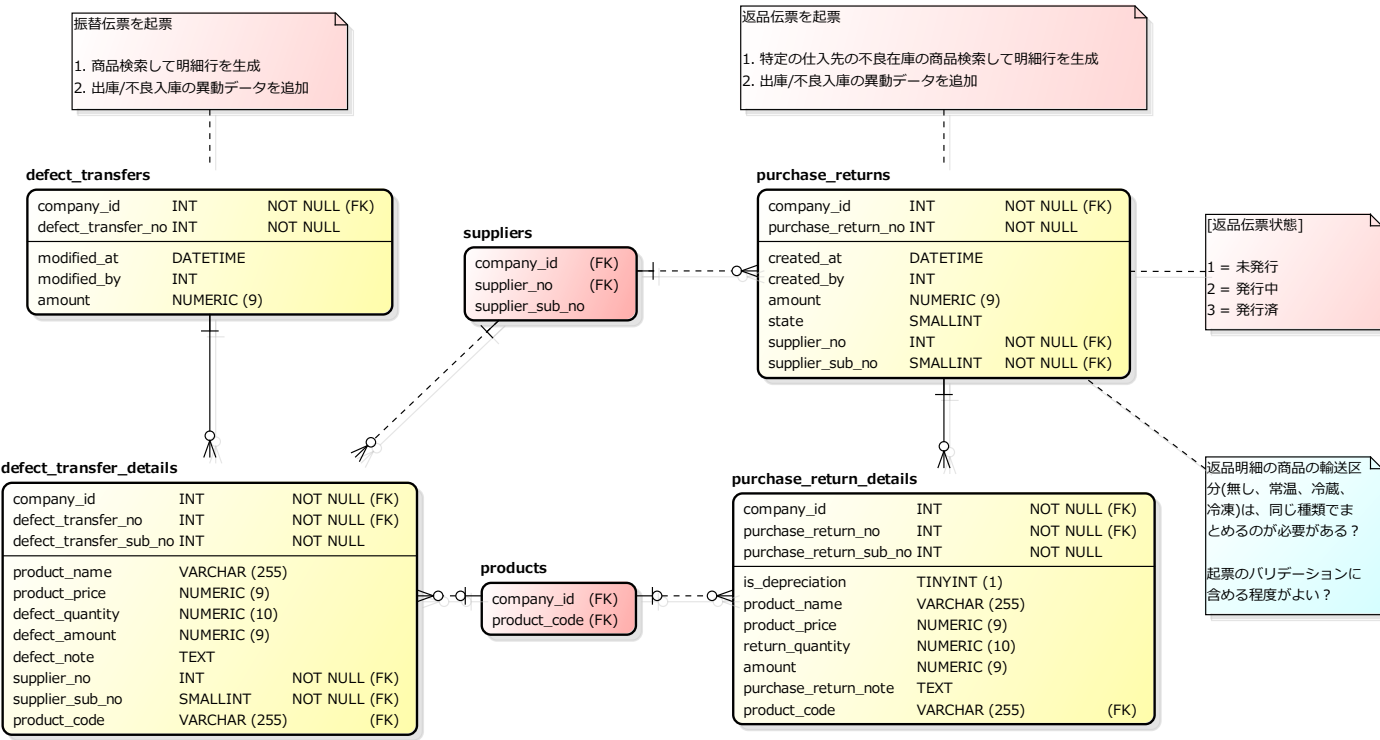 振替伝票を起票
1. 商品検索して明細行を生成
2. 出庫/不良入庫の異動データを追加
返品伝票を起票
1. 特定の仕入先の不良在庫の商品検索して明細行を生成
2. 出庫/不良入庫の異動データを追加
defect_transfers
company_id INT NOT NULL (FK)
defect_transfer_no INT NOT NULL
modified_at DATETIME
modified_by INT
amount NUMERIC (9)
suppliers
company_id (FK)
supplier_no (FK)
supplier_sub_no
purchase_returns
company_id INT NOT NULL (FK)
purchase_return_no INT NOT NULL
created_at DATETIME
created_by INT
amount NUMERIC (9)
state SMALLINT
supplier_no INT NOT NULL (FK)
supplier_sub_no SMALLINT NOT NULL (FK)
[返品伝票状態]
1 = 未発行
2 = 発行中
3 = 発行済
defect_transfer_details
company_id INT NOT NULL (FK)
defect_transfer_no INT NOT NULL (FK)
defect_transfer_sub_no INT NOT NULL
product_name VARCHAR (255)
product_price NUMERIC (9)
defect_quantity NUMERIC (10)
defect_amount NUMERIC (9)
defect_note TEXT
supplier_no INT NOT NULL (FK)
supplier_sub_no SMALLINT NOT NULL (FK)
product_code VARCHAR (255) (FK)
products
company_id (FK)
product_code (FK)
purchase_return_details
company_id INT NOT NULL (FK)
purchase_return_no INT NOT NULL (FK)
purchase_return_sub_no INT NOT NULL
is_depreciation TINYINT (1)
product_name VARCHAR (255)
product_price NUMERIC (9)
return_quantity NUMERIC (10)
amount NUMERIC (9)
purchase_return_note TEXT
product_code VARCHAR (255) (FK)
返品明細の商品の輸送区
分(無し、常温、冷蔵、
冷凍)は、同じ種類でま
とめるのが必要がある？
起票のバリデーションに
含める程度がよい？